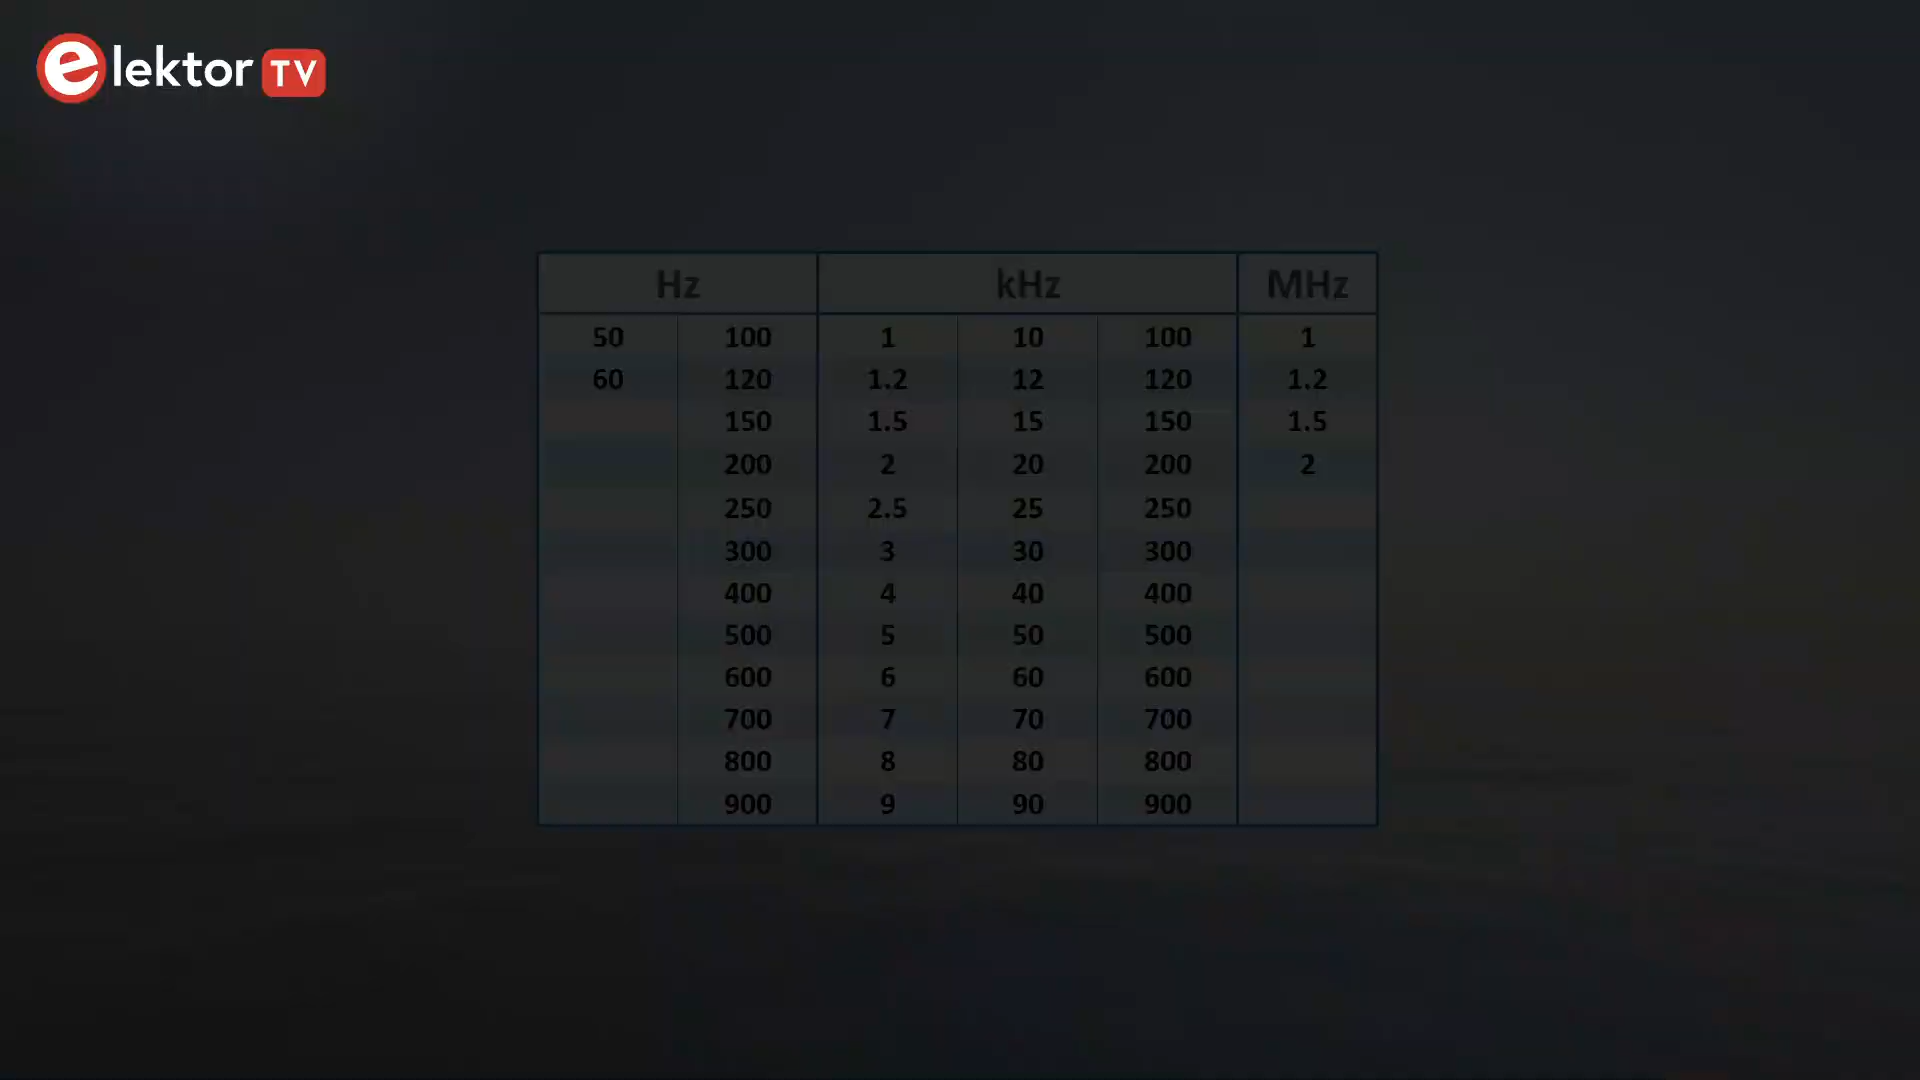 elektor TV
Hz kHz MHz
50 100 1 10 100 1
60 120 1.2 12 120 1.2
150 1.5 15 150 1.5
200 2 20 200 2
250 2.5 25 250
300 3 30 300
400 4 40 400
500 5 50 500
600 6 60 600
700 7 70 700
800 8 80 800
900 9 90 900